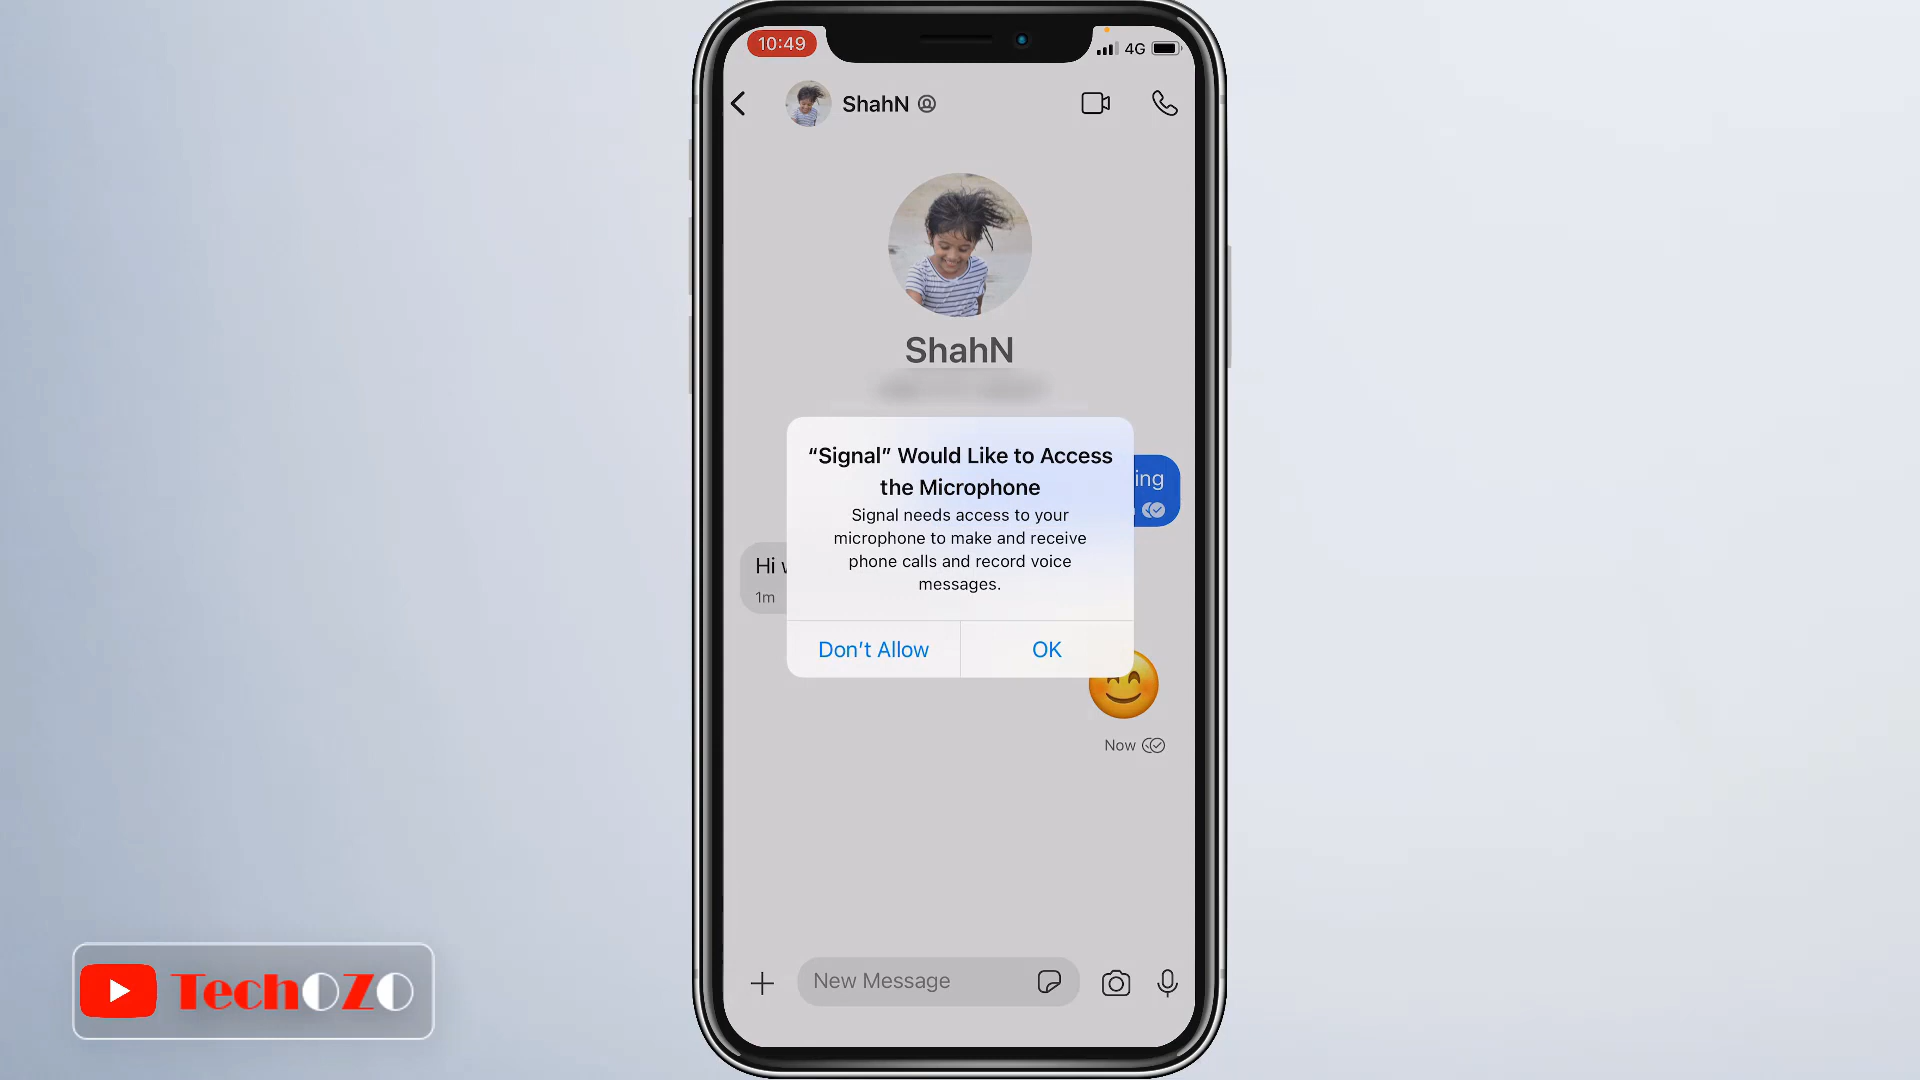 10:49
4G
ShahN
ShahN
“Signal” Would Like to Access
the Microphone
Signal needs access to your
microphone to make and receive
phone calls and record voice
messages.
Don’t Allow
OK
ing
Hi
1m
Now
New Message
TechOZO